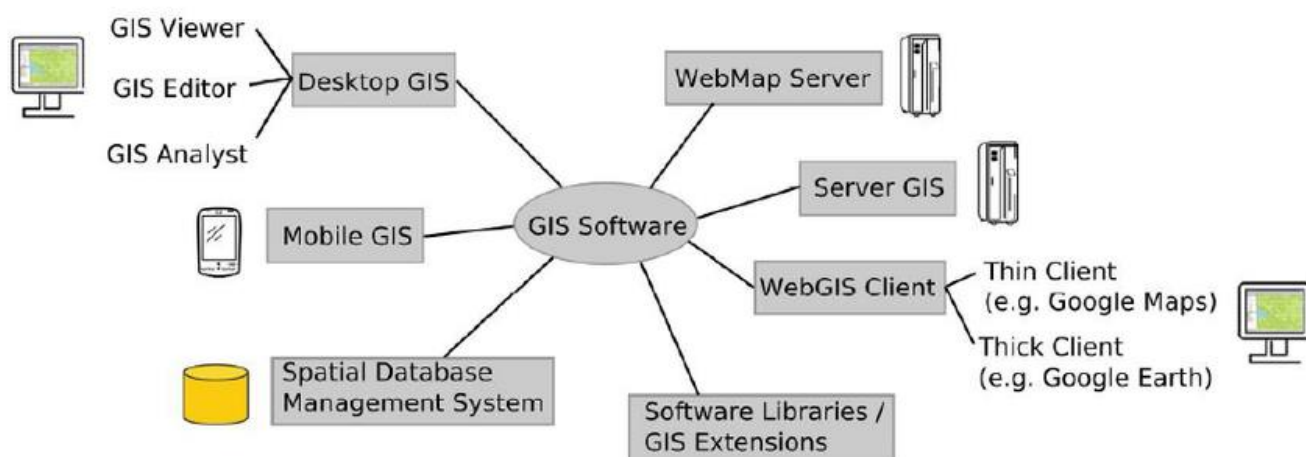 GIS Viewer
GIS Editor
GIS Analyst
Desktop GIS
WebMap Server
Server GIS
Mobile GIS
GIS Software
WebGIS Client
Thin Client
(e.g. Google Maps)
Thick Client
(e.g. Google Earth)
Spatial Database
Management System
Software Libraries /
GIS Extensions